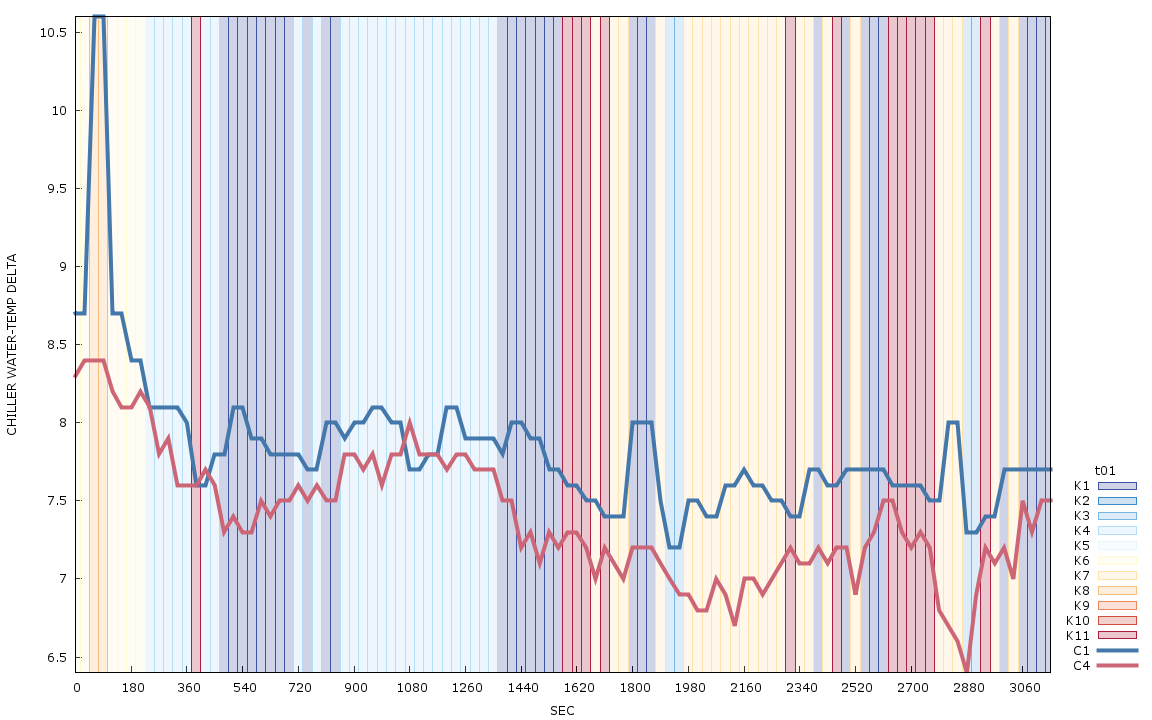 10.5
10
9.5
9
8.5
8
7.5
7
6.5
CHILLER WATER-TEMP DELTA
0 180 360 540 720 900 1080 1260 1440 1620 1800 1980 2160 2340 2520 2700 2880 3060
SEC
t01
K1
K2
K3
K4
K5
K6
K7
K8
K9
K10
K11
C1
C4